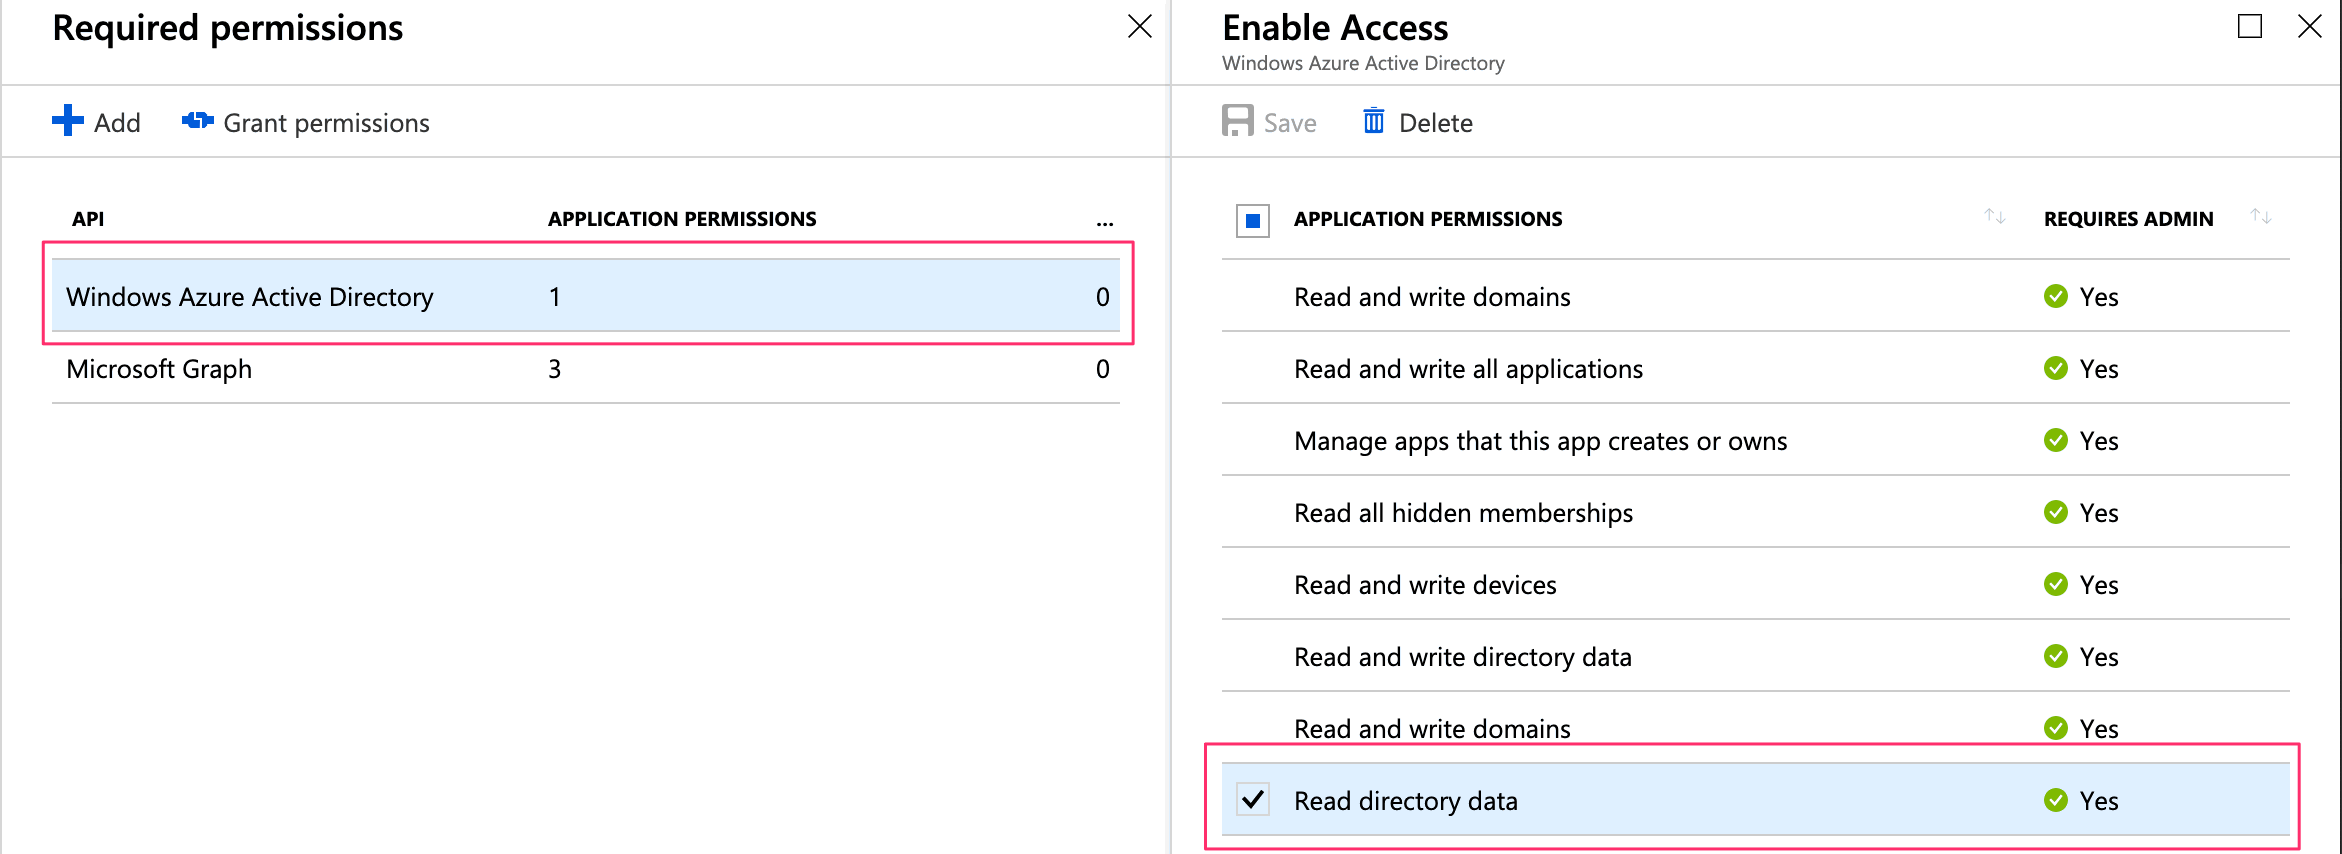 Required permissions
Add Grant permissions
API APPLICATION PERMISSIONS ...
Windows Azure Active Directory 1 0
Microsoft Graph 3 0
Enable Access
Windows Azure Active Directory
Save Delete
APPLICATION PERMISSIONS REQUIRES ADMIN
Read and write domains Yes
Read and write all applications Yes
Manage apps that this app creates or owns Yes
Read all hidden memberships Yes
Read and write devices Yes
Read and write directory data Yes
Read and write domains Yes
Read directory data Yes